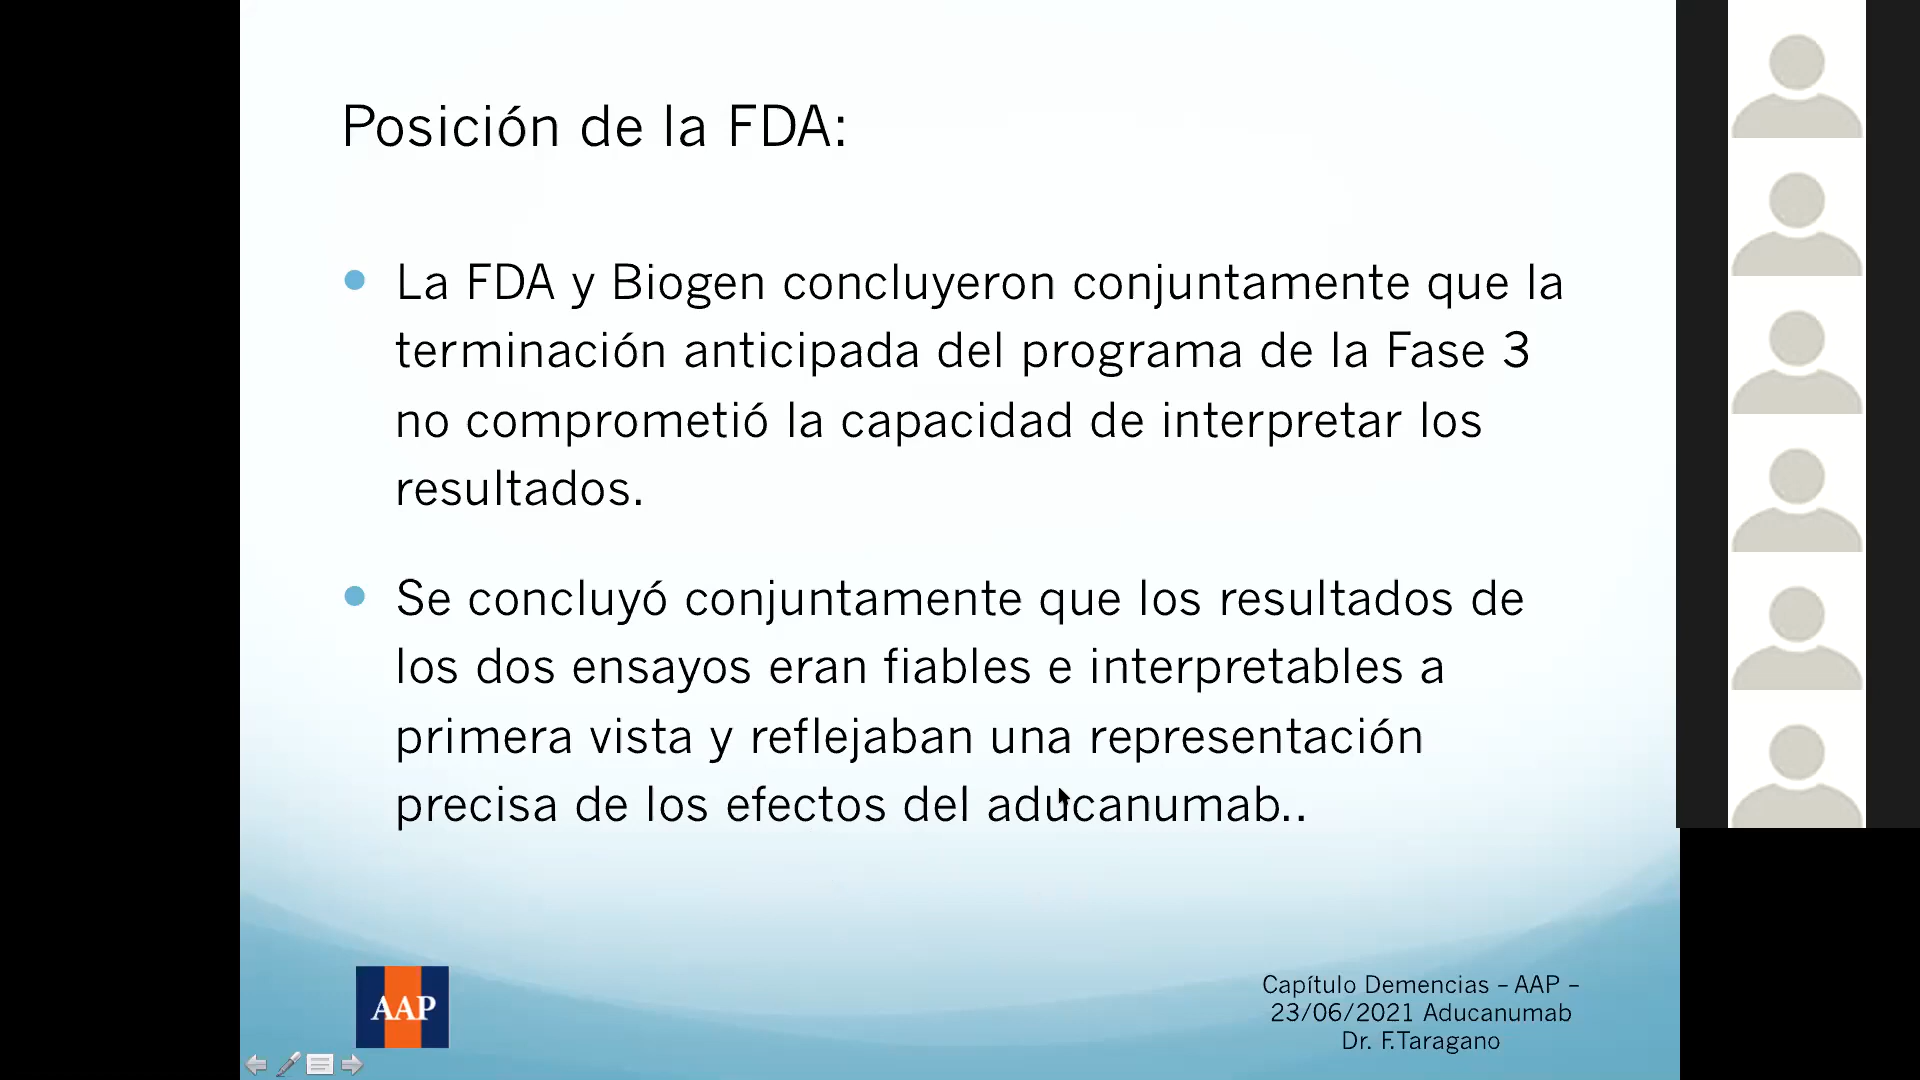 Posición de la FDA:
La FDA y Biogen concluyeron conjuntamente que la
terminación anticipada del programa de la Fase 3
no comprometió la capacidad de interpretar los
resultados.
Se concluyó conjuntamente que los resultados de
los dos ensayos eran fiables e interpretables a
primera vista y reflejaban una representación
precisa de los efectos del aducanumab..
AAP
Capítulo Demencias – AAP –
23/06/2021 Aducanumab
Dr. F.Taragano